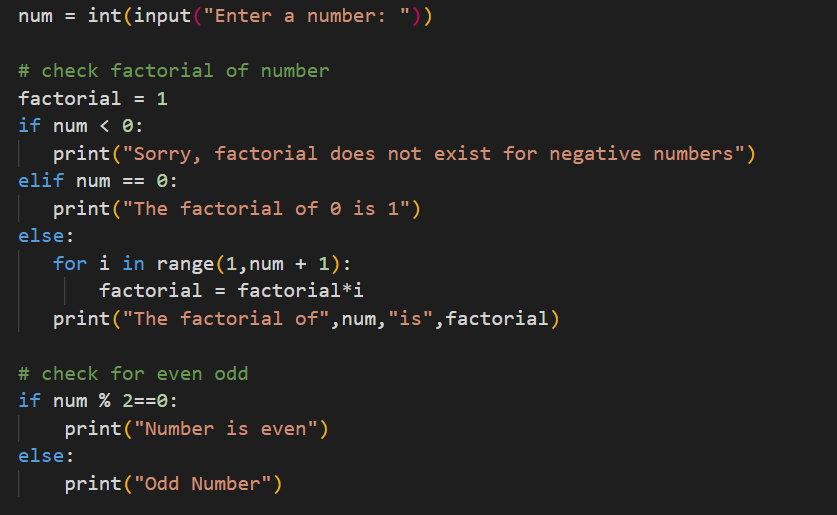 num = int(input("Enter a number: "))
# check factorial of number
factorial = 1
if num < 0:
   print("Sorry, factorial does not exist for negative numbers")
elif num == 0:
   print("The factorial of 0 is 1")
else:
   for i in range(1,num + 1):
       factorial = factorial*i
   print("The factorial of",num,"is",factorial)
# check for even odd
if num % 2==0:
    print("Number is even")
else:
    print("Odd Number")